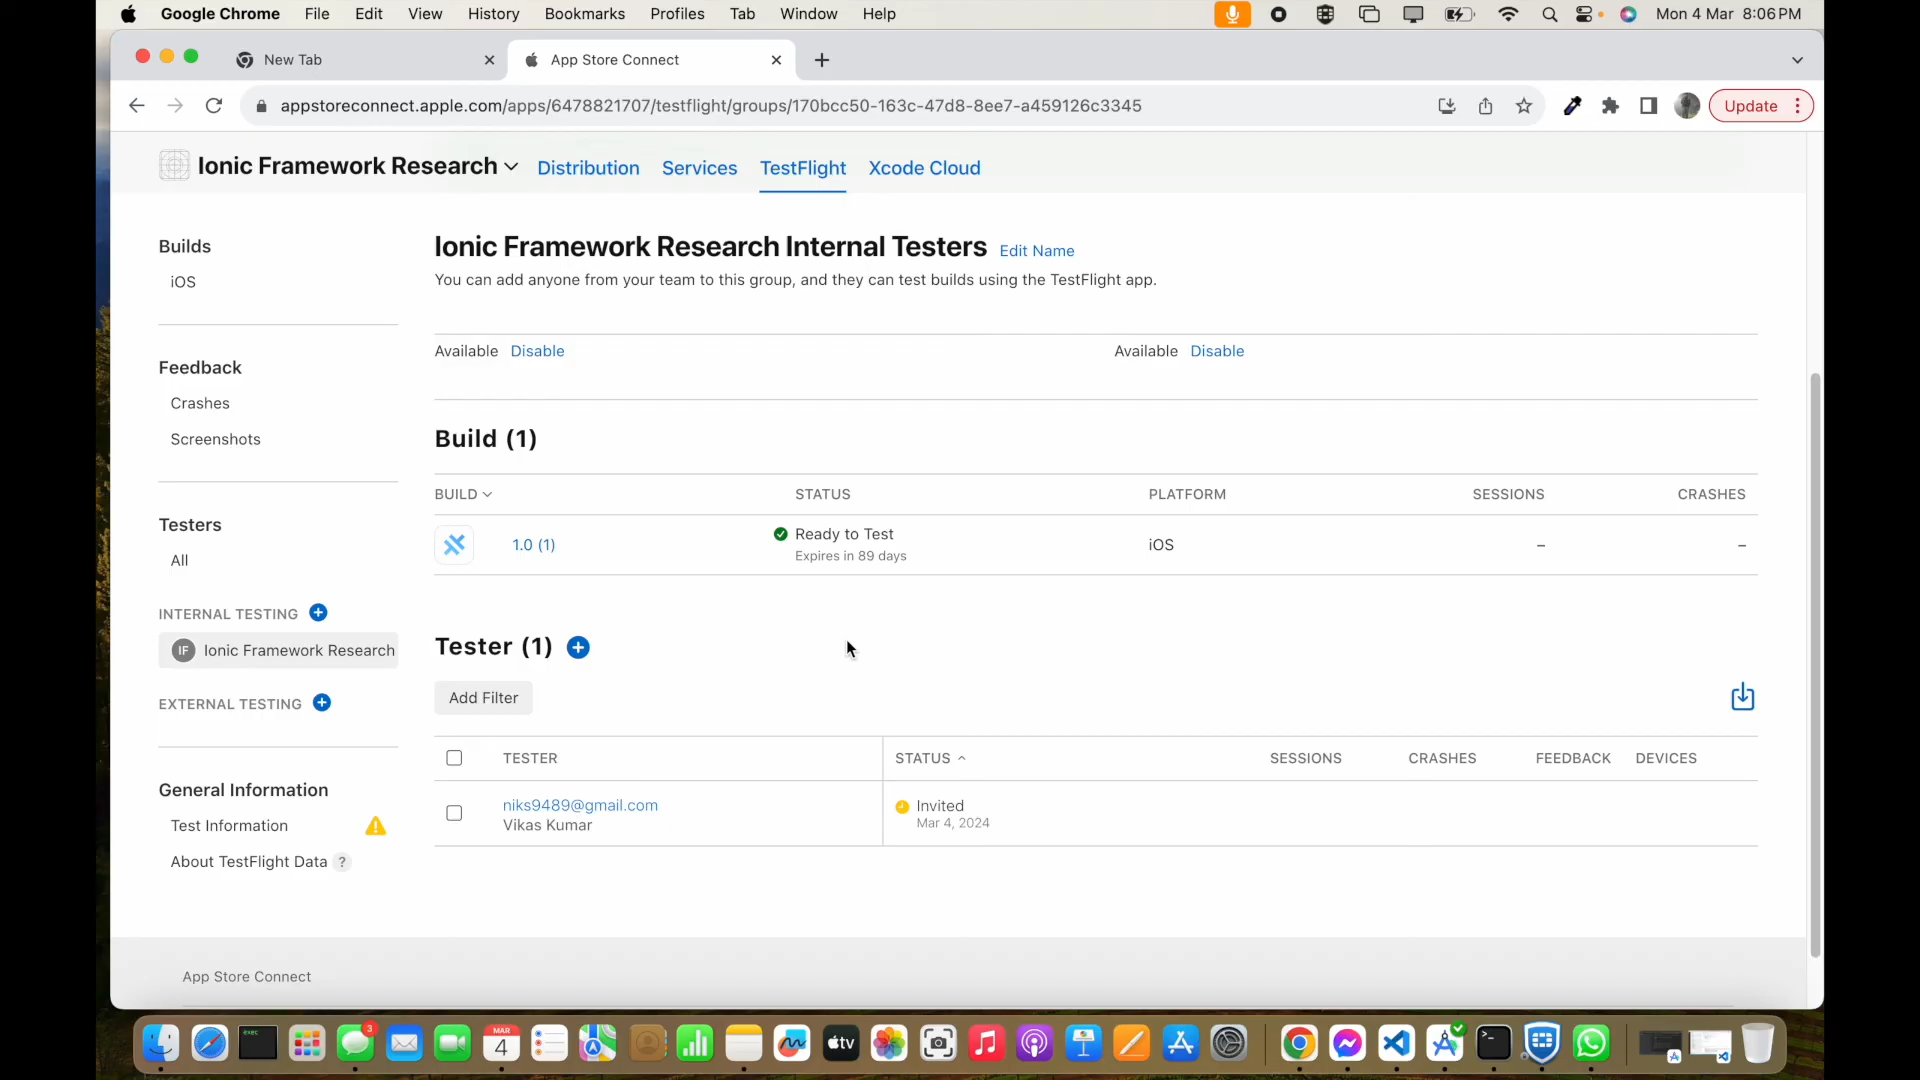 Google Chrome File Edit View History Bookmarks Profiles Tab Window Help Mon 4 Mar 8:06 PM
New Tab App Store Connect
appstoreconnect.apple.com/apps/6478821707/testflight/groups/170bcc50-163c-47d8-8ee7-a459126c3345 Update
Ionic Framework Research Distribution Services TestFlight Xcode Cloud
Builds
iOS
Feedback
Crashes
Screenshots
Testers
All
INTERNAL TESTING
IF Ionic Framework Research
EXTERNAL TESTING
General Information
Test Information
About TestFlight Data ?
Ionic Framework Research Internal Testers Edit Name
You can add anyone from your team to this group, and they can test builds using the TestFlight app.
Available Disable Available Disable
Build (1)
BUILD STATUS PLATFORM SESSIONS CRASHES
1.0 (1) Ready to Test iOS – –
Expires in 89 days
Tester (1)
Add Filter
TESTER STATUS SESSIONS CRASHES FEEDBACK DEVICES
niks9489@gmail.com Invited
Vikas Kumar Mar 4, 2024
App Store Connect
exec 3 MAR 4 tv